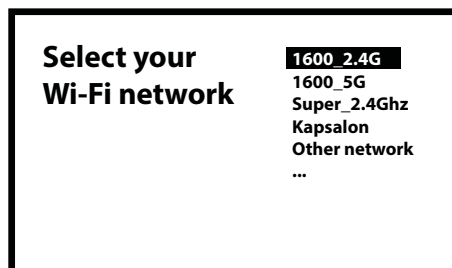 Select your
Wi-Fi network
1600_2.4G
1600_5G
Super_2.4Ghz
Kapsalon
Other network
...